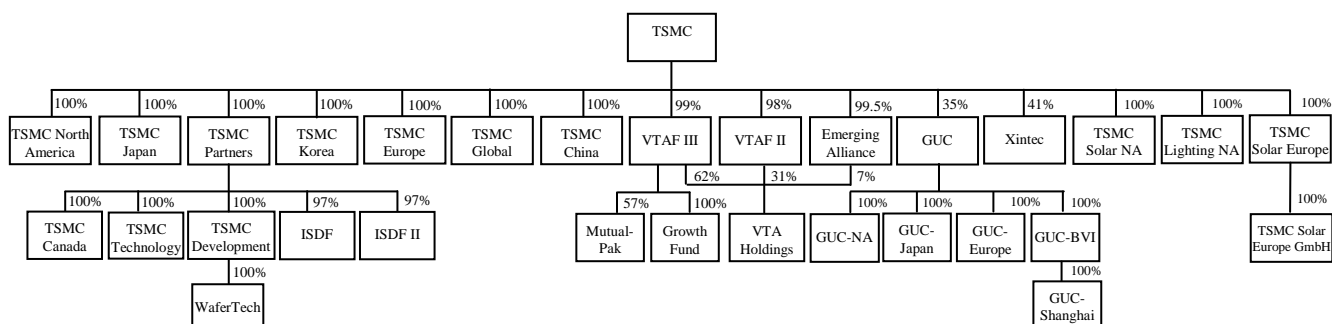 TSMC
100% 100% 100% 100% 100% 100% 100% 99% 98% 99.5% 35% 41% 100% 100% 100%
TSMC North
America
TSMC
Japan
TSMC
Partners
TSMC
Korea
TSMC
Europe
TSMC
Global
TSMC
China
VTAF III
VTAF II
Emerging
Alliance
GUC
Xintec
TSMC
Solar NA
TSMC
Lighting NA
TSMC
Solar Europe
62% 31% 7%
100% 100% 100% 97% 97% 57% 100% 100% 100% 100% 100% 100%
TSMC
Canada
TSMC
Technology
TSMC
Development
ISDF
ISDF II
Mutual-
Pak
Growth
Fund
VTA
Holdings
GUC-NA
GUC-
Japan
GUC-
Europe
GUC-BVI
TSMC Solar
Europe GmbH
100% 100%
WaferTech
GUC-
Shanghai